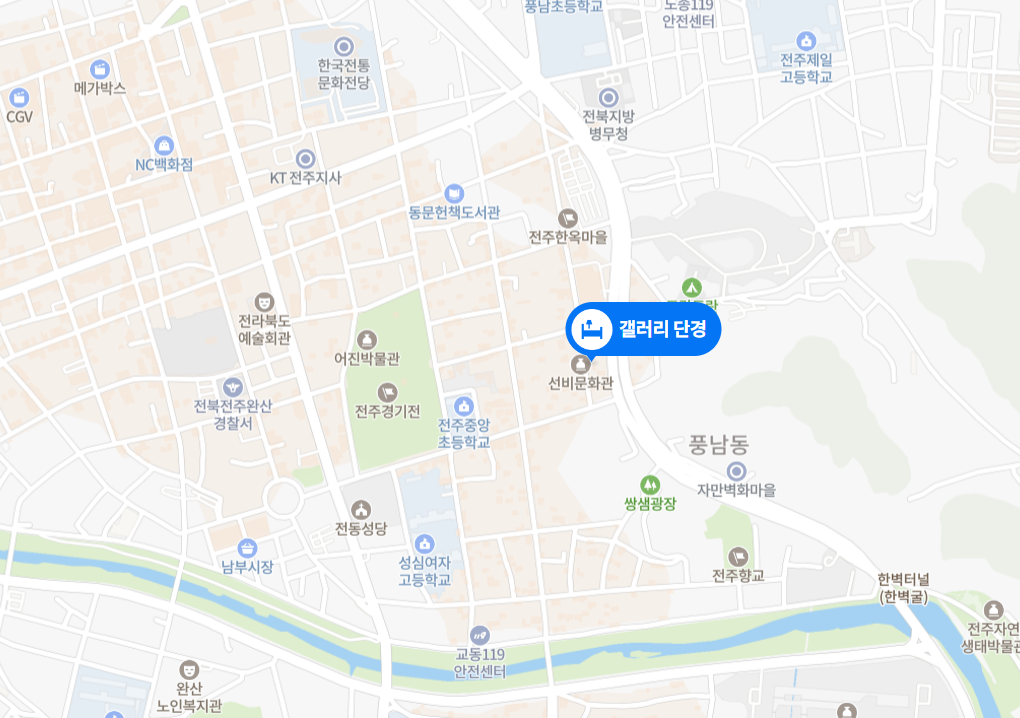 풍남초등학교
노송119
안전센터
한국전통
문화전당
전주제일
고등학교
메가박스
CGV
전북지방
병무청
NC백화점
KT 전주지사
동문헌책도서관
전주한옥마을
전라북도
예술회관
갤러리 단경
어진박물관
선비문화관
전주경기전
전북전주완산
경찰서
전주중앙
초등학교
풍남동
자만벽화마을
쌍샘광장
전동성당
남부시장
성심여자
고등학교
전주향교
한벽터널
(한벽굴)
전주자연
생태박물관
교동119
안전센터
완산
노인복지관